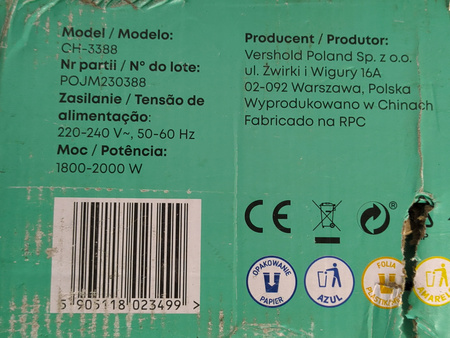 Model / Modelo:
CH-3388
Nr partii / Nº do lote:
POJM230388
Zasilanie / Tensão de
alimentação:
220-240 V~, 50-60 Hz
Moc / Potência:
1800-2000 W
Producent / Produtor:
Vershold Poland Sp. z o.o.
ul. Żwirki i Wigury 16A
02-092 Warszawa, Polska
Wyprodukowano w Chinach
Fabricado na RPC
CE
®
OPAKOWANIE
PAPIER
AZUL
FOLIA
5 905118 023499 >